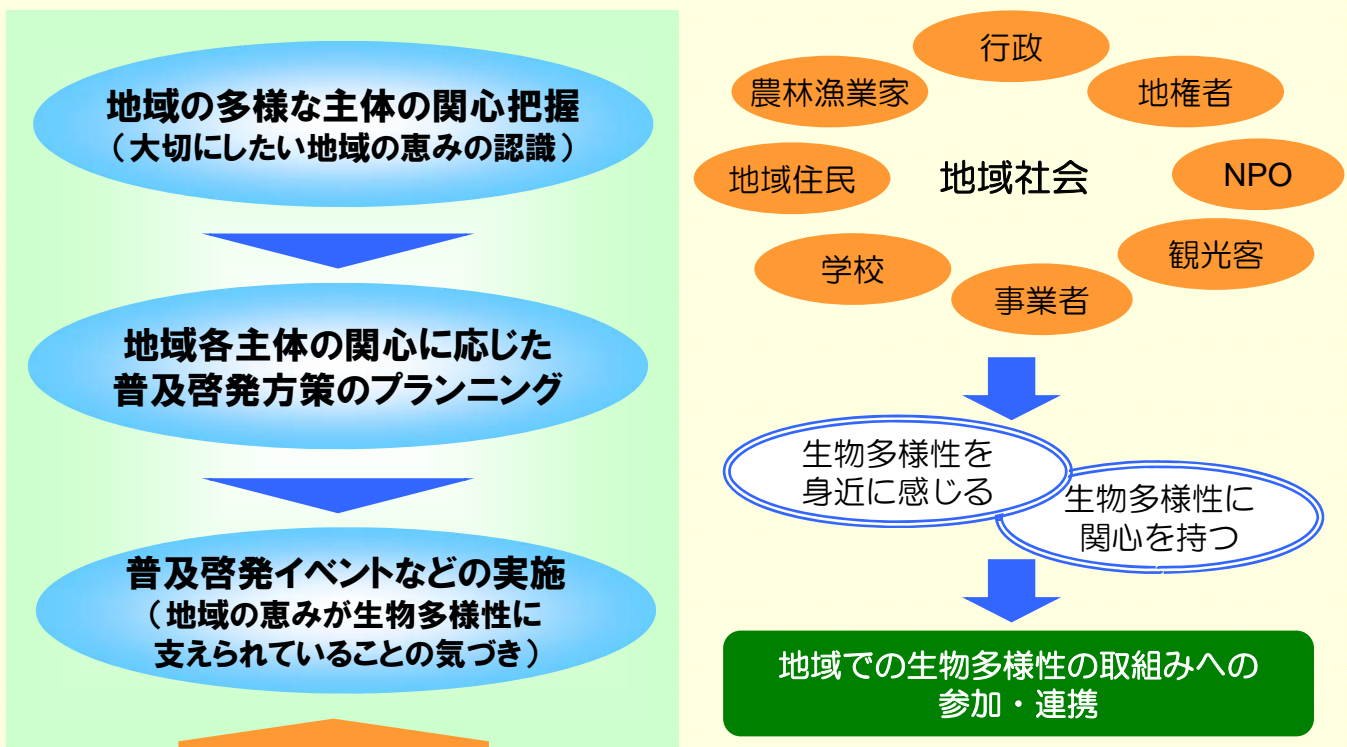 地域の多様な主体の関心把握
（大切にしたい地域の恵みの認識）
地域各主体の関心に応じた
普及啓発方策のプランニング
普及啓発イベントなどの実施
（地域の恵みが生物多様性に
支えられていることの気づき）
行政
農林漁業家
地権者
地域住民
地域社会
NPO
学校
観光客
事業者
生物多様性を
身近に感じる
生物多様性に
関心を持つ
地域での生物多様性の取組みへの
参加・連携